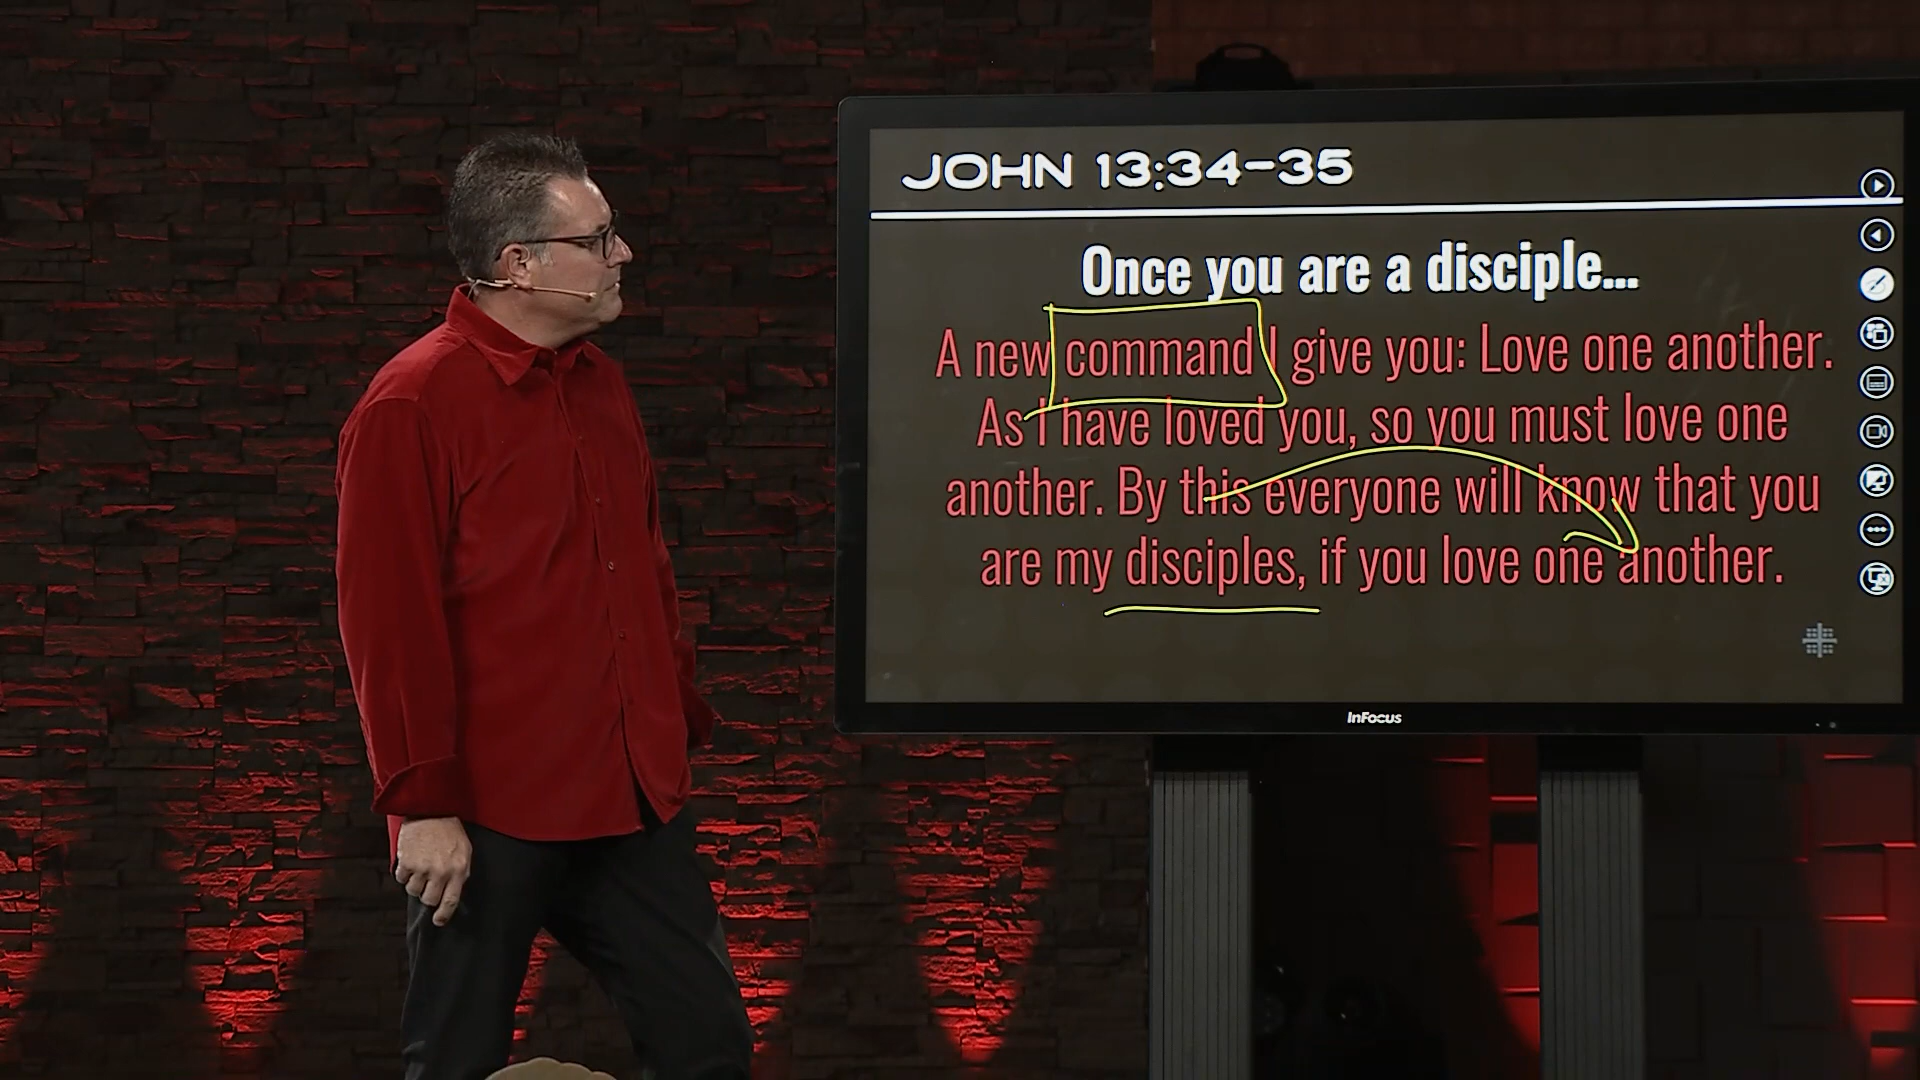 JOHN 13:34-35
Once you are a disciple...
A new command I give you: Love one another.
As I have loved you, so you must love one
another. By this everyone will know that you
are my disciples, if you love one another.
InFocus